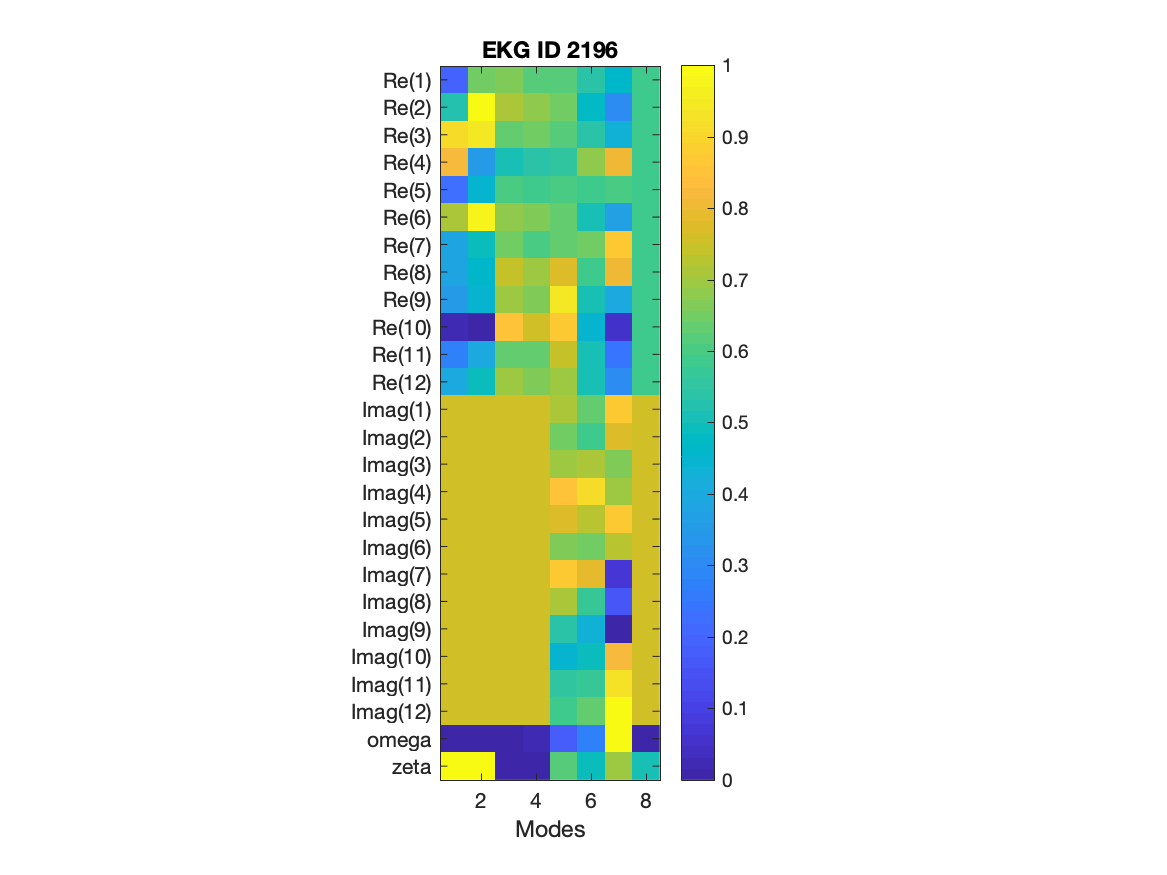 EKG ID 2196
Re(1)
Re(2)
Re(3)
Re(4)
Re(5)
Re(6)
Re(7)
Re(8)
Re(9)
Re(10)
Re(11)
Re(12)
Imag(1)
Imag(2)
Imag(3)
Imag(4)
Imag(5)
Imag(6)
Imag(7)
Imag(8)
Imag(9)
Imag(10)
Imag(11)
Imag(12)
omega
zeta
2 4 6 8
Modes
1
0.9
0.8
0.7
0.6
0.5
0.4
0.3
0.2
0.1
0